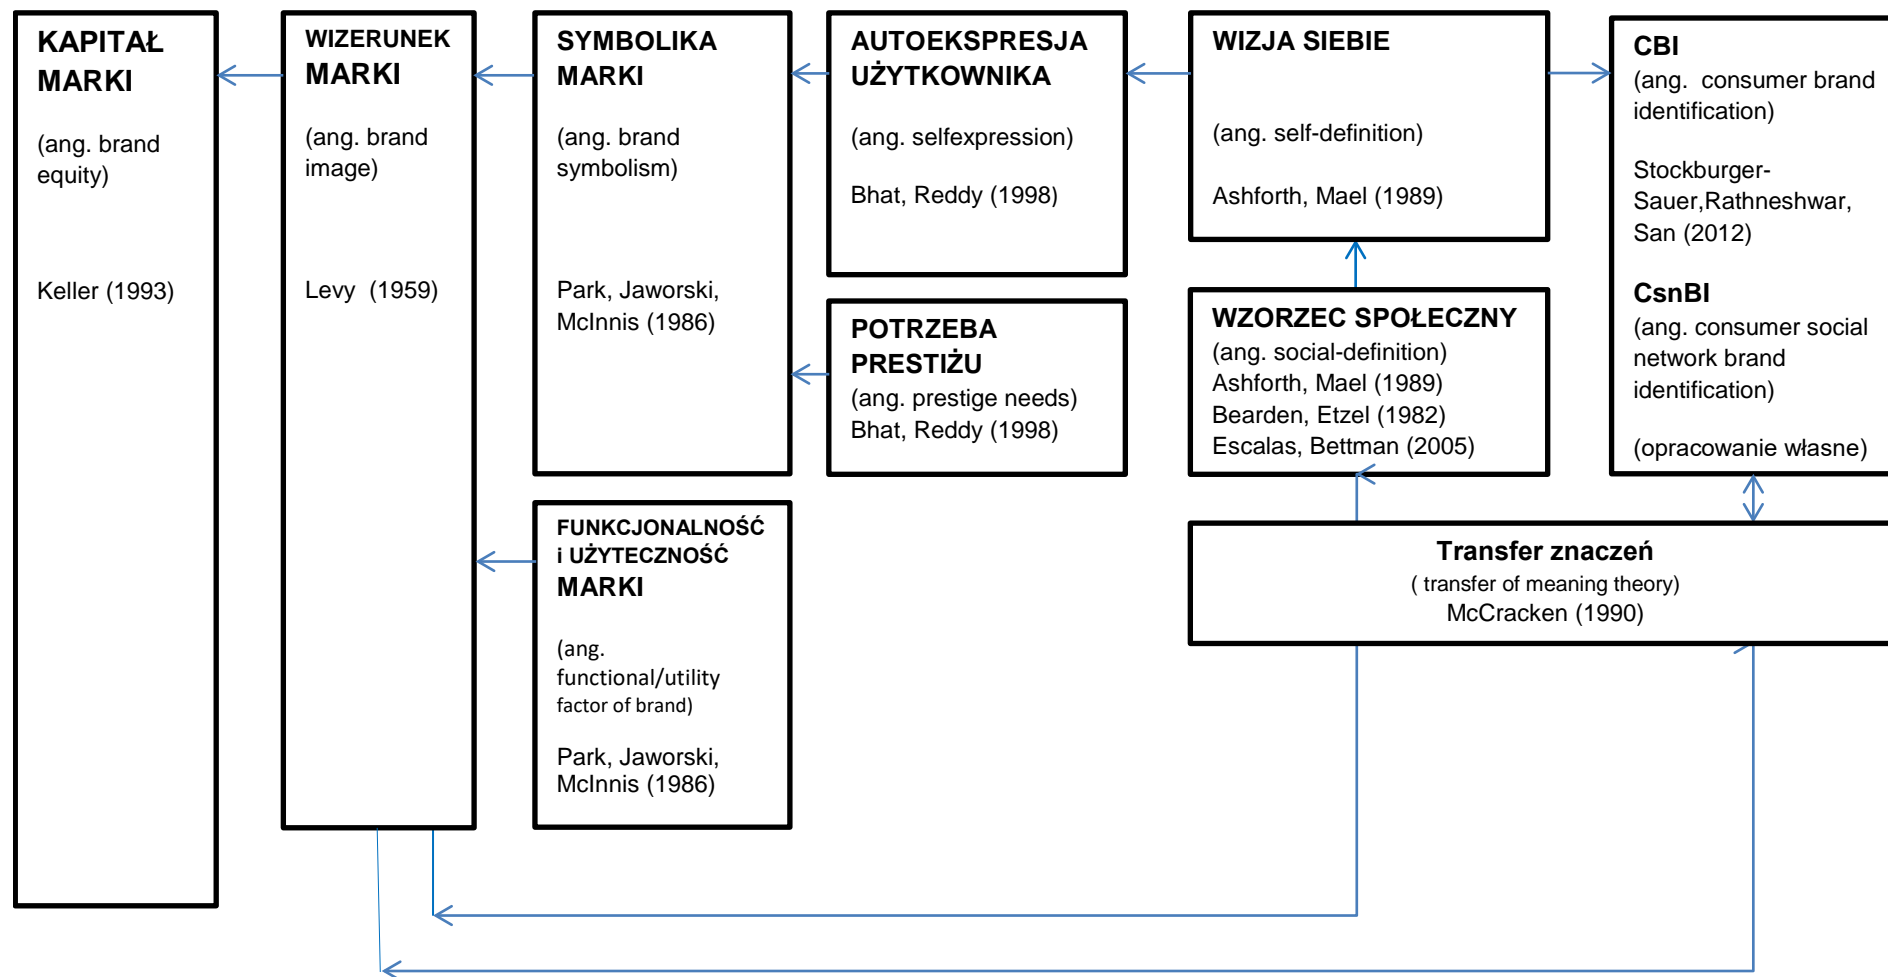 KAPITAŁ
MARKI
(ang. brand
equity)
Keller (1993)
WIZERUNEK
MARKI
(ang. brand
image)
Levy (1959)
SYMBOLIKA
MARKI
(ang. brand
symbolism)
Park, Jaworski,
McInnis (1986)
FUNKCJONALNOŚĆ
i UŻYTECZNOŚĆ
MARKI
(ang.
functional/utility
factor of brand)
Park, Jaworski,
McInnis (1986)
AUTOEKSPRESJA
UŻYTKOWNIKA
(ang. selfexpression)
Bhat, Reddy (1998)
POTRZEBA
PRESTIŻU
(ang. prestige needs)
Bhat, Reddy (1998)
WIZJA SIEBIE
(ang. self-definition)
Ashforth, Mael (1989)
WZORZEC SPOŁECZNY
(ang. social-definition)
Ashforth, Mael (1989)
Bearden, Etzel (1982)
Escalas, Bettman (2005)
CBI
(ang. consumer brand
identification)
Stockburger-
Sauer,Rathneshwar,
San (2012)
CsnBI
(ang. consumer social
network brand
identification)
(opracowanie własne)
Transfer znaczeń
( transfer of meaning theory)
McCracken (1990)